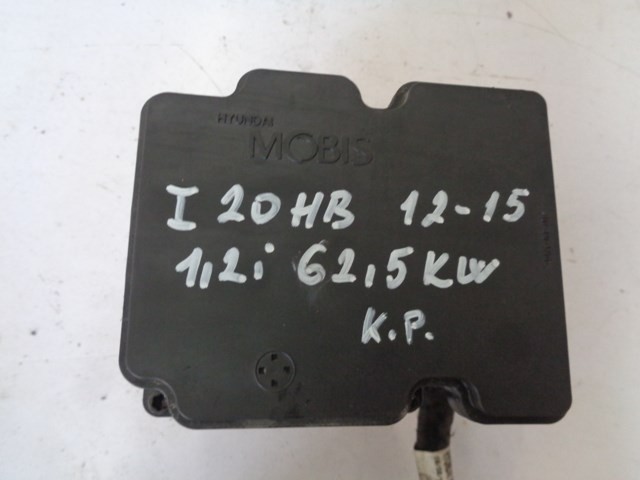 HYUNDAI
MOBIS
I 20 HB 12-15
1,2i 62,5 KW
K.P.